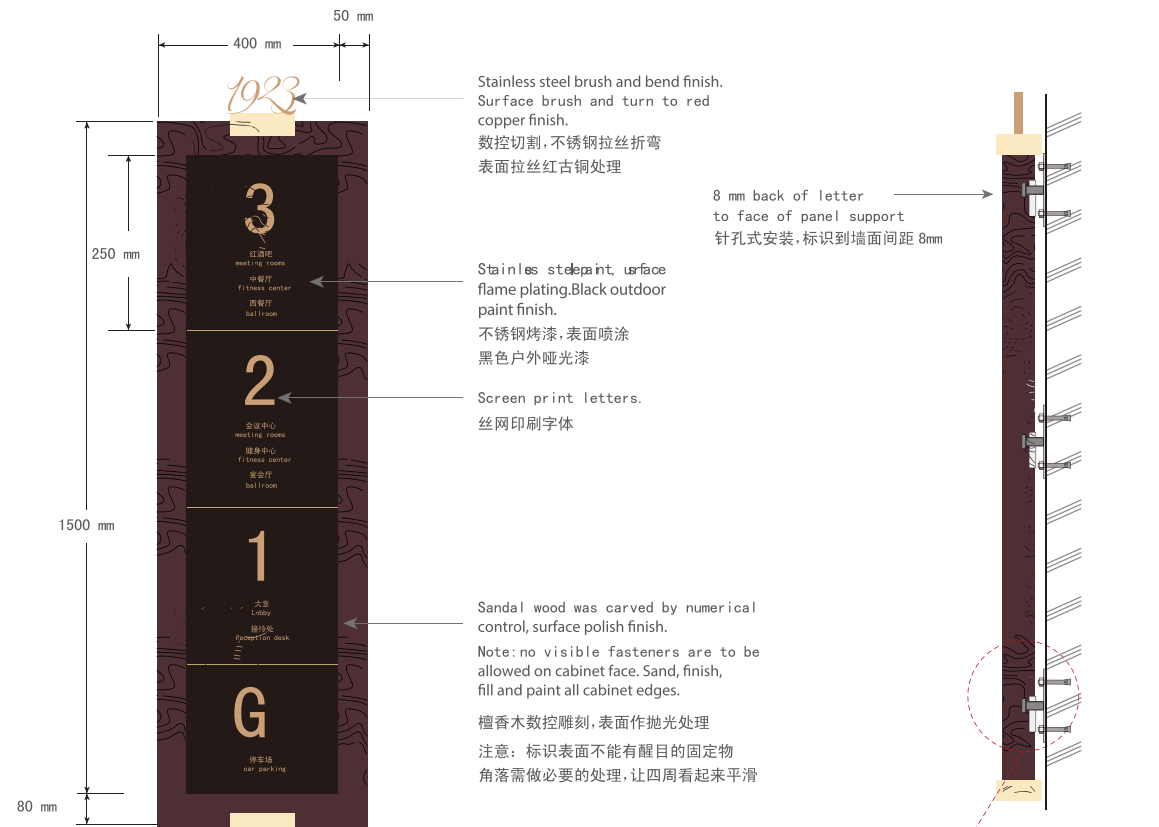 50 mm
400 mm
1923
Stainless steel brush and bend finish.
Surface brush and turn to red
copper finish.
数控切割,不锈钢拉丝折弯
表面拉丝红古铜处理
8 mm back of letter
to face of panel support
针孔式安装,标识到墙面间距 8mm
250 mm
3
红酒吧
meeting rooms
中餐厅
fitness center
西餐厅
ballroom
flame plating.Black outdoor
paint finish.
不锈钢烤漆,表面喷涂
黑色户外哑光漆
2
会议中心
meeting rooms
健身中心
fitness center
宴会厅
ballroom
Screen print letters.
丝网印刷字体
1500 mm
1
大堂
Lobby
接待处
Reception desk
Sandal wood was carved by numerical
control, surface polish finish.
Note:no visible fasteners are to be
allowed on cabinet face. Sand, finish,
fill and paint all cabinet edges.
檀香木数控雕刻,表面作抛光处理
注意: 标识表面不能有醒目的固定物
角落需做必要的处理,让四周看起来平滑
G
停车场
car parking
80 mm